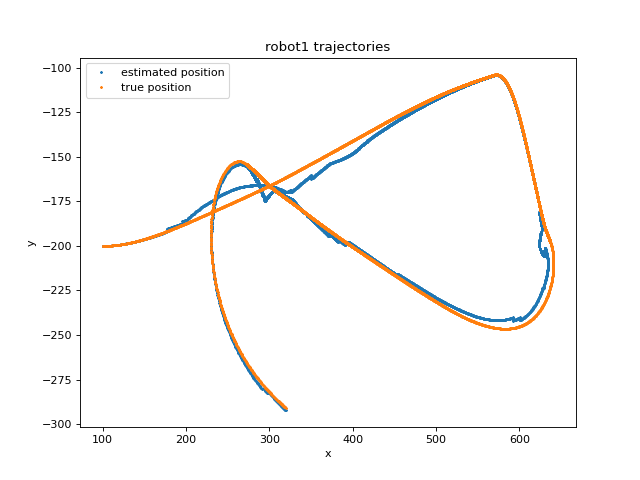 robot1 trajectories
estimated position
true position
−100
−125
−150
−175
−200
−225
−250
−275
−300
y
100 200 300 400 500 600
x